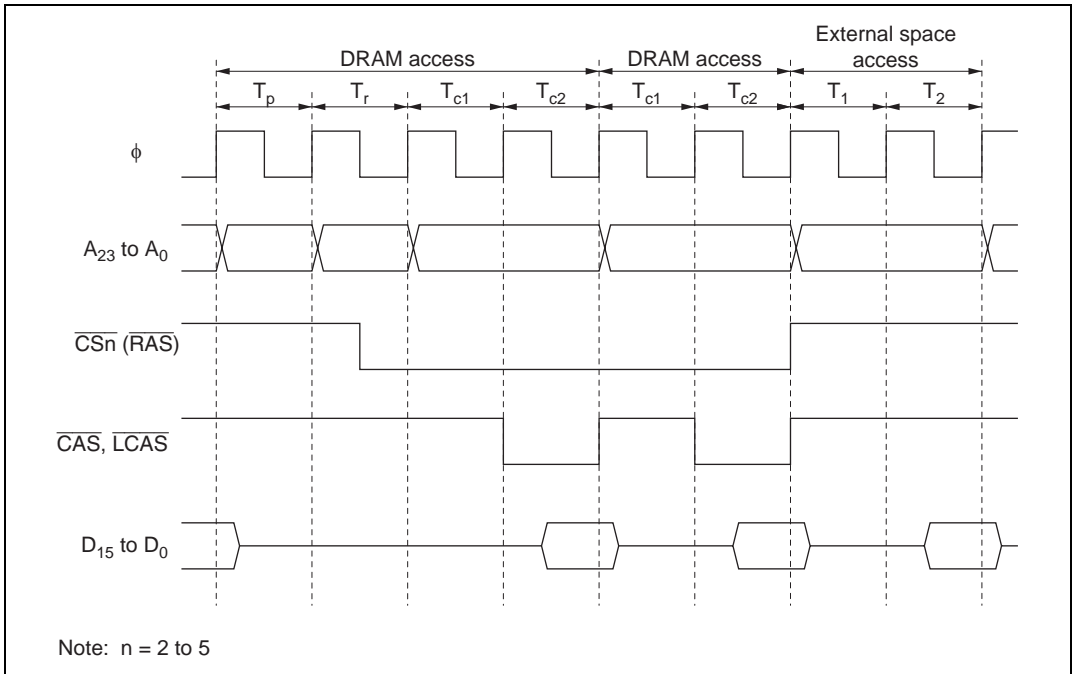 External space
DRAM access DRAM access access
Tp Tr Tc1 Tc2 Tc1 Tc2 T1 T2
ϕ
A23 to A0
CSn (RAS)
CAS, LCAS
D15 to D0
Note: n = 2 to 5